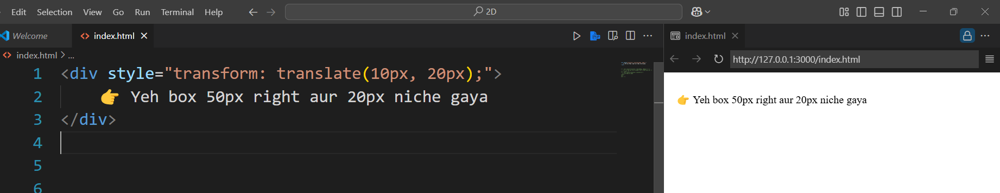 Edit Selection View Go Run Terminal Help 2D
Welcome index.html index.html
index.html > ... http://127.0.0.1:3000/index.html
1 <div style="transform: translate(10px, 20px);">
2 👉 Yeh box 50px right aur 20px niche gaya
3 </div>
4
5
6
👉 Yeh box 50px right aur 20px niche gaya